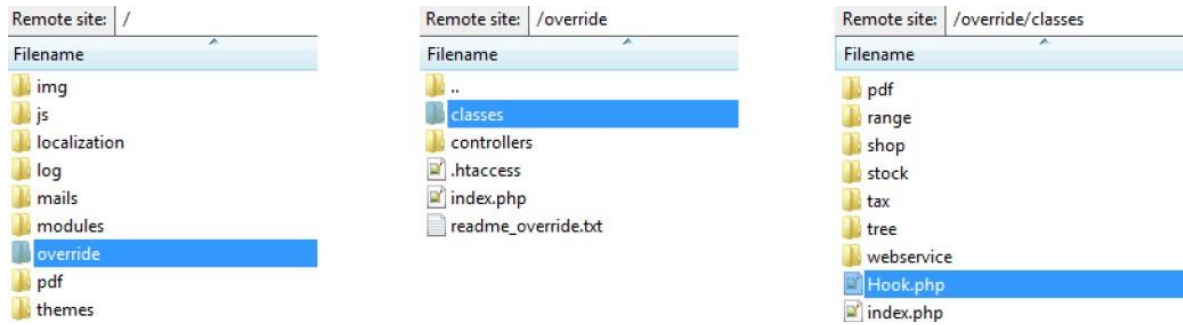 Remote site: /
Filename
img
js
localization
log
mails
modules
override
pdf
themes
Remote site: /override
Filename
..
classes
controllers
.htaccess
index.php
readme_override.txt
Remote site: /override/classes
Filename
pdf
range
shop
stock
tax
tree
webservice
Hook.php
index.php